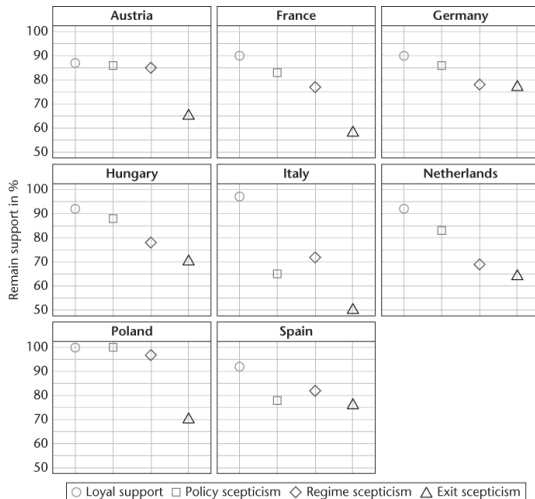 Austria
France
Germany
100
90
80
70
60
50
Hungary
Italy
Netherlands
100
90
80
70
60
50
Poland
Spain
100
90
80
70
60
50
Remain support in %
Loyal support Policy scepticism Regime scepticism Exit scepticism